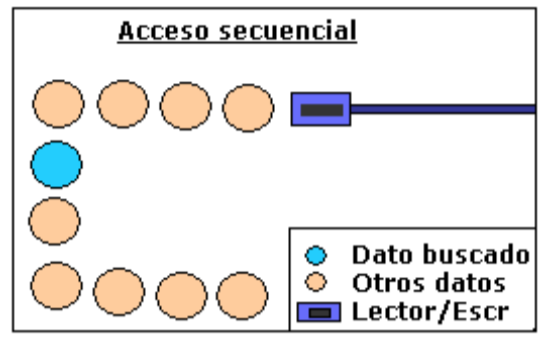 Acceso secuencial
Dato buscado
Otros datos
Lector/Escr